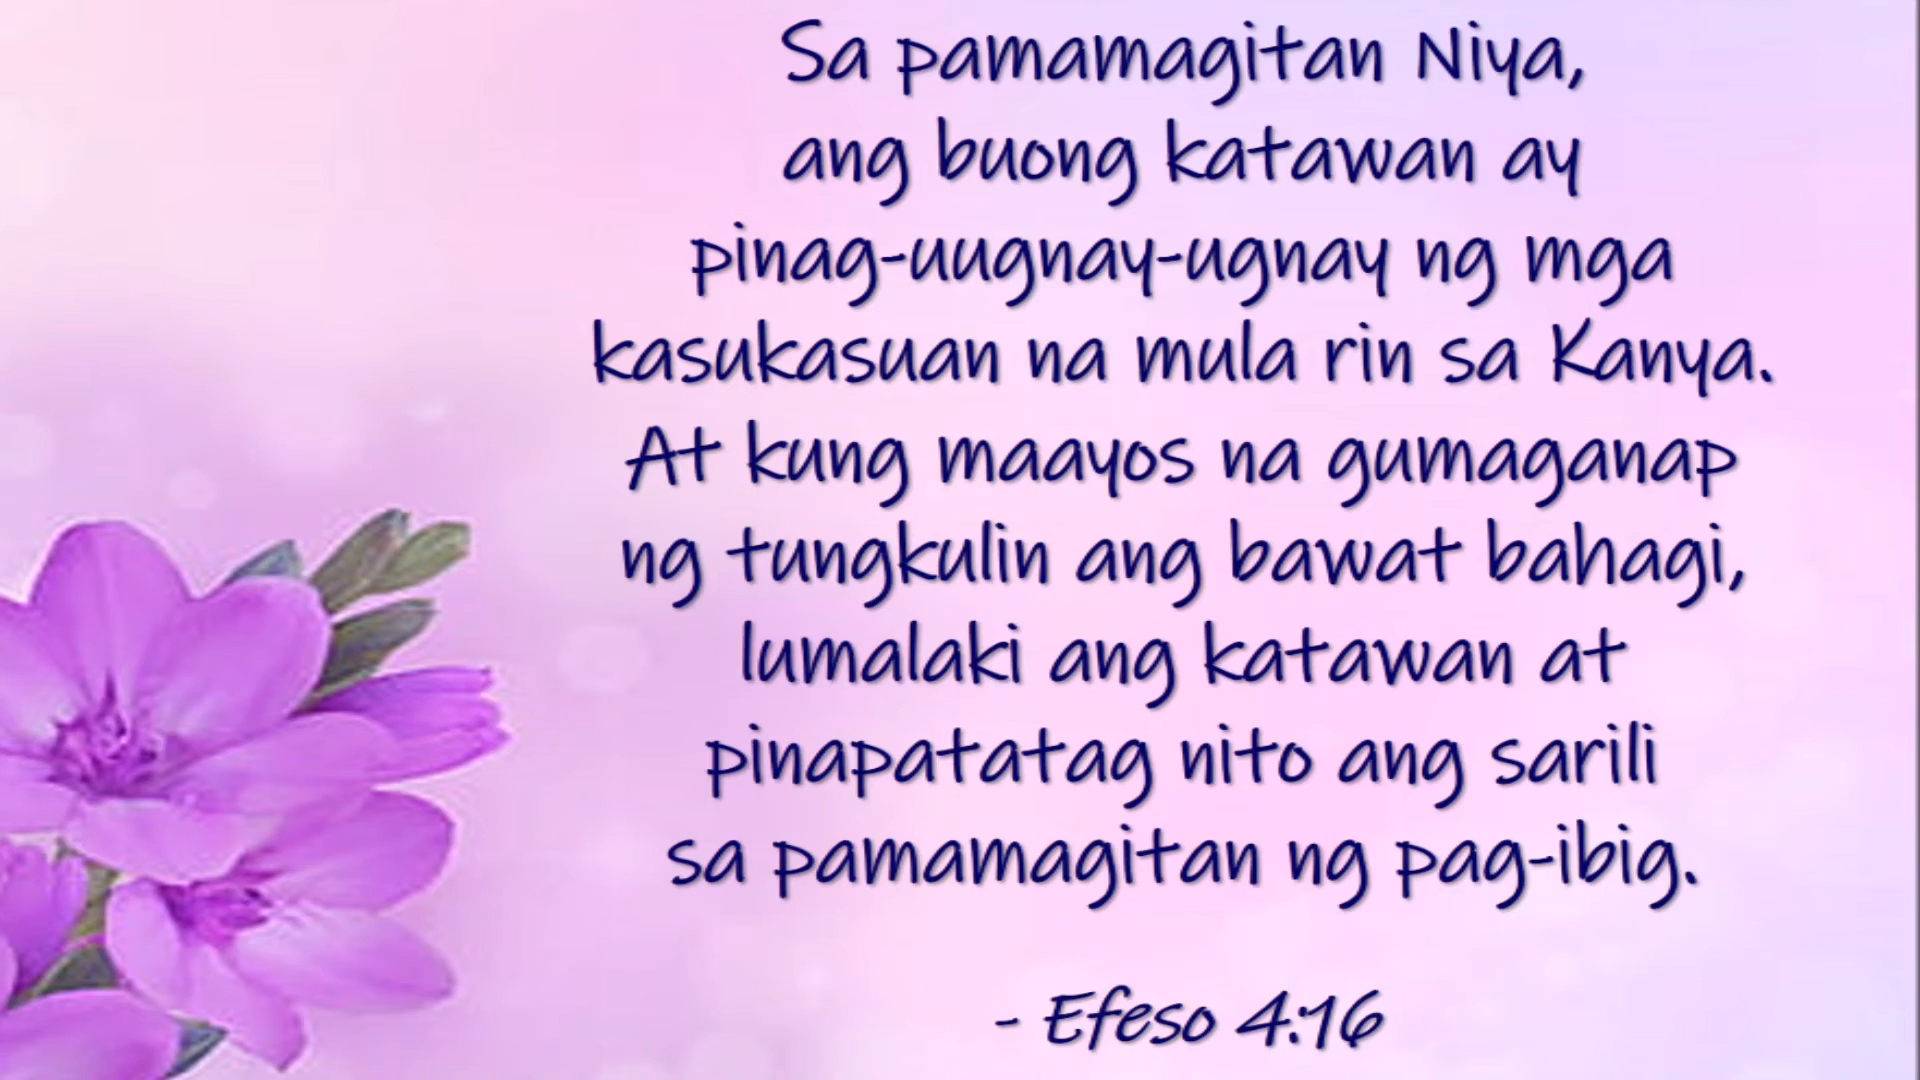 Sa pamamagitan Niya,
ang buong katawan ay
pinag-uugnay-ugnay ng mga
kasukasuan na mula rin sa Kanya.
At kung maayos na gumaganap
ng tungkulin ang bawat bahagi,
lumalaki ang katawan at
pinapatatag nito ang sarili
sa pamamagitan ng pag-ibig.
- Efeso 4:16